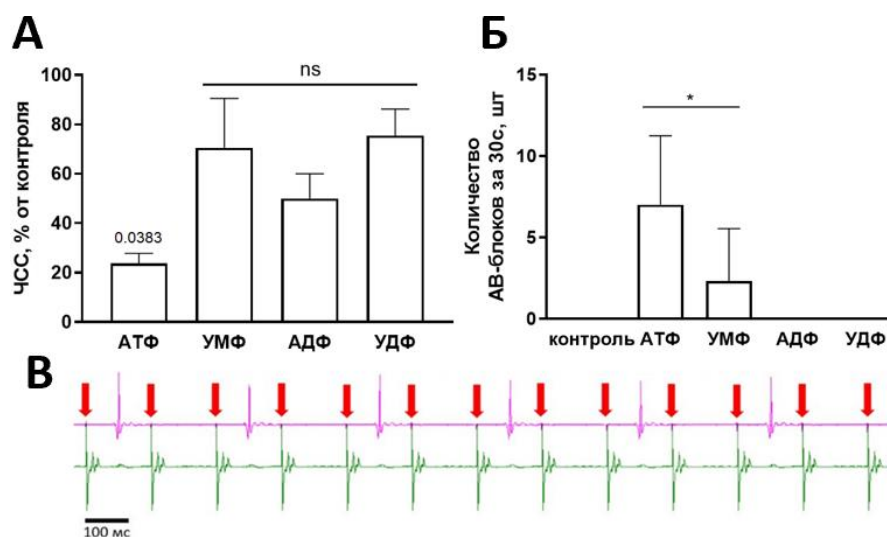 А
ЧСС, % от контроля
100
80
60
40
20
0
ns
0.0383
АТФ УМФ АДФ УДФ
Б
Количество
АВ-блоков за 30с, шт
15
10
5
0
*
контроль АТФ УМФ АДФ УДФ
В
100 мс